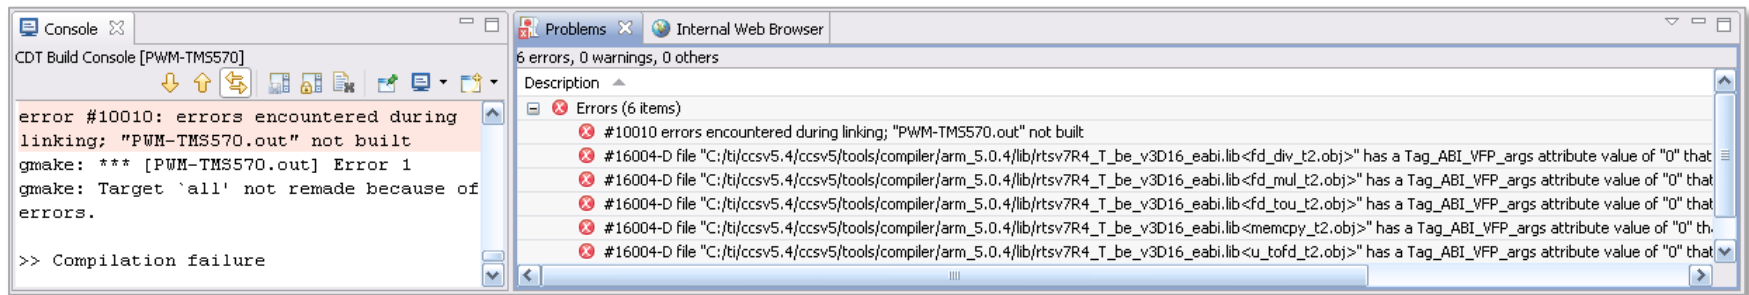 Console
CDT Build Console [PWM-TMS570]
error #10010: errors encountered during
linking; "PWM-TMS570.out" not built
gmake: *** [PWM-TMS570.out] Error 1
gmake: Target `all' not remade because of
errors.
>> Compilation failure
Problems
Internal Web Browser
6 errors, 0 warnings, 0 others
Description
Errors (6 items)
#10010 errors encountered during linking; "PWM-TMS570.out" not built
#16004-D file "C:/ti/ccsv5.4/ccsv5/tools/compiler/arm_5.0.4/lib/rtsv7R4_T_be_v3D16_eabi.lib<fd_div_t2.obj>" has a Tag_ABI_VFP_args attribute value of "0" that
#16004-D file "C:/ti/ccsv5.4/ccsv5/tools/compiler/arm_5.0.4/lib/rtsv7R4_T_be_v3D16_eabi.lib<fd_mul_t2.obj>" has a Tag_ABI_VFP_args attribute value of "0" that
#16004-D file "C:/ti/ccsv5.4/ccsv5/tools/compiler/arm_5.0.4/lib/rtsv7R4_T_be_v3D16_eabi.lib<fd_tou_t2.obj>" has a Tag_ABI_VFP_args attribute value of "0" that
#16004-D file "C:/ti/ccsv5.4/ccsv5/tools/compiler/arm_5.0.4/lib/rtsv7R4_T_be_v3D16_eabi.lib<memcpy_t2.obj>" has a Tag_ABI_VFP_args attribute value of "0" th
#16004-D file "C:/ti/ccsv5.4/ccsv5/tools/compiler/arm_5.0.4/lib/rtsv7R4_T_be_v3D16_eabi.lib<u_tofd_t2.obj>" has a Tag_ABI_VFP_args attribute value of "0" that